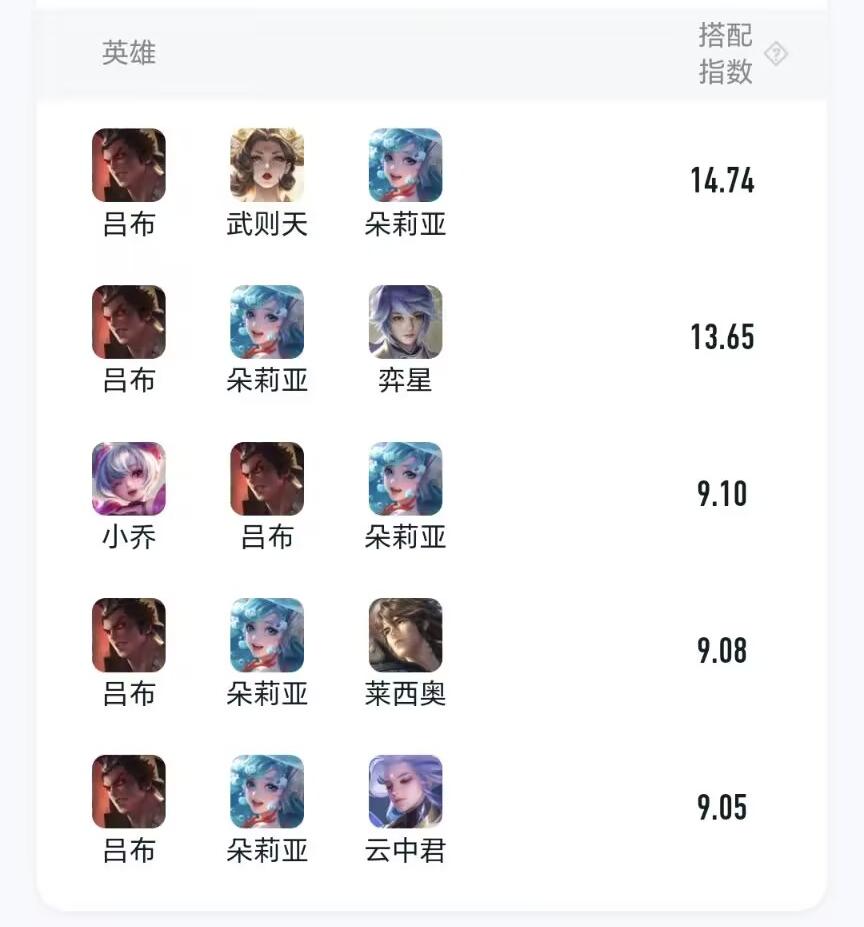 英雄
搭配
指数
?
吕布 武则天 朵莉亚 14.74
吕布 朵莉亚 弈星 13.65
小乔 吕布 朵莉亚 9.10
吕布 朵莉亚 莱西奥 9.08
吕布 朵莉亚 云中君 9.05